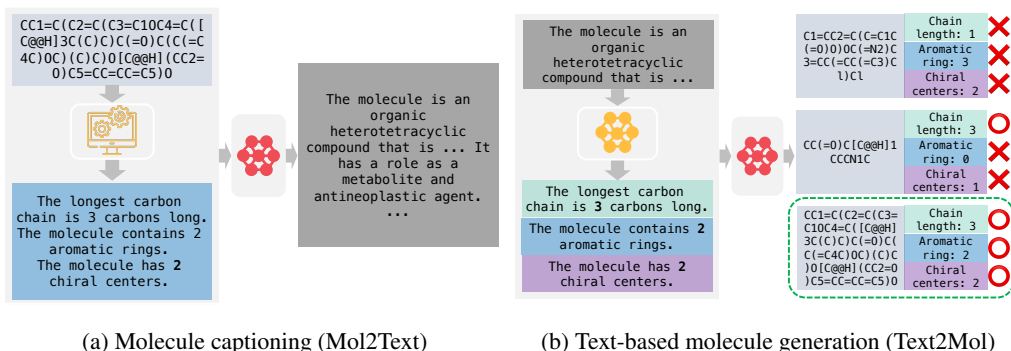 CC1=C(C2=C(C3=C1OC4=C([
C@@H]3C(C)C)C(=O)C(C(=C
4C)OC)(C)C)O[C@@H](CC2=
O)C5=CC=CC=C5)O
The longest carbon
chain is 3 carbons long.
The molecule contains 2
aromatic rings.
The molecule has 2
chiral centers.
The molecule is an
organic
heterotetracyclic
compound that is ... It
has a role as a
metabolite and
antineoplastic agent.
...
(a) Molecule captioning (Mol2Text)
The molecule is an
organic
heterotetracyclic
compound that is ...
The longest carbon
chain is 3 carbons long.
The molecule contains 2
aromatic rings.
The molecule has 2
chiral centers.
C1=CC2=C(C=C1C
(=O)O)OC(=N2)C
3=CC(=CC(=C3)C
l)Cl
Chain
length: 1
Aromatic
ring: 3
Chiral
centers: 2
CC(=O)C[C@@H]1
CCCN1C
Chain
length: 3
Aromatic
ring: 0
Chiral
centers: 1
CC1=C(C2=C(C3=
C1OC4=C([C@@H]
3C(C)C)C(=O)C(
C(=C4C)OC)(C)C
)O[C@@H](CC2=O
)C5=CC=CC=C5)O
Chain
length: 3
Aromatic
ring: 2
Chiral
centers: 2
(b) Text-based molecule generation (Text2Mol)